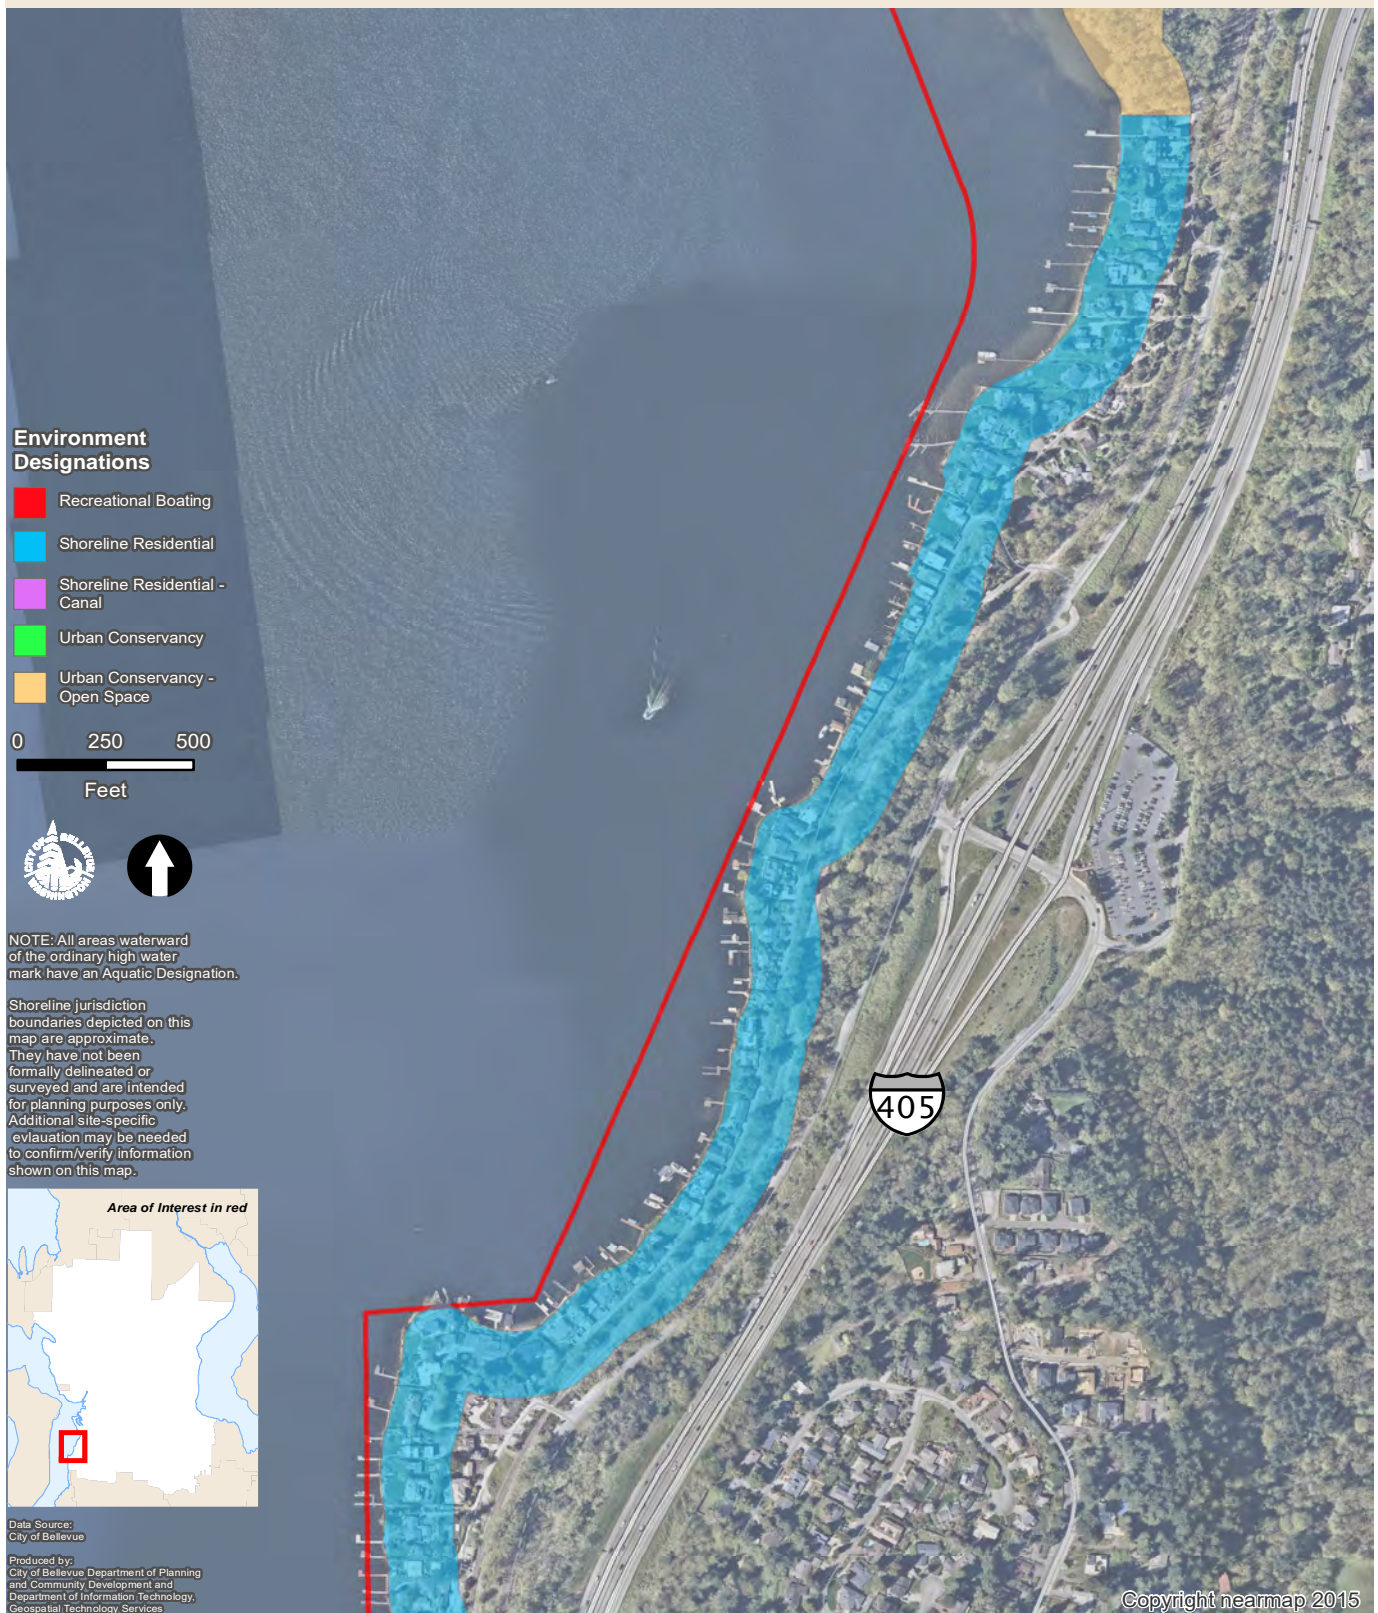 Environment
Designations
Recreational Boating
Shoreline Residential
Shoreline Residential -
Canal
Urban Conservancy
Urban Conservancy -
Open Space
0 250 500
Feet
CITY OF BELLEVUE
WASHINGTON
NOTE: All areas waterward
of the ordinary high water
mark have an Aquatic Designation.
Shoreline jurisdiction
boundaries depicted on this
map are approximate.
They have not been
formally delineated or
surveyed and are intended
for planning purposes only.
Additional site-specific
evlauation may be needed
to confirm/verify information
shown on this map.
Area of Interest in red
405
Data Source:
City of Bellevue
Produced by:
City of Bellevue Department of Planning
and Community Development and
Department of Information Technology,
Geospatial Technology Services
Copyright nearmap 2015